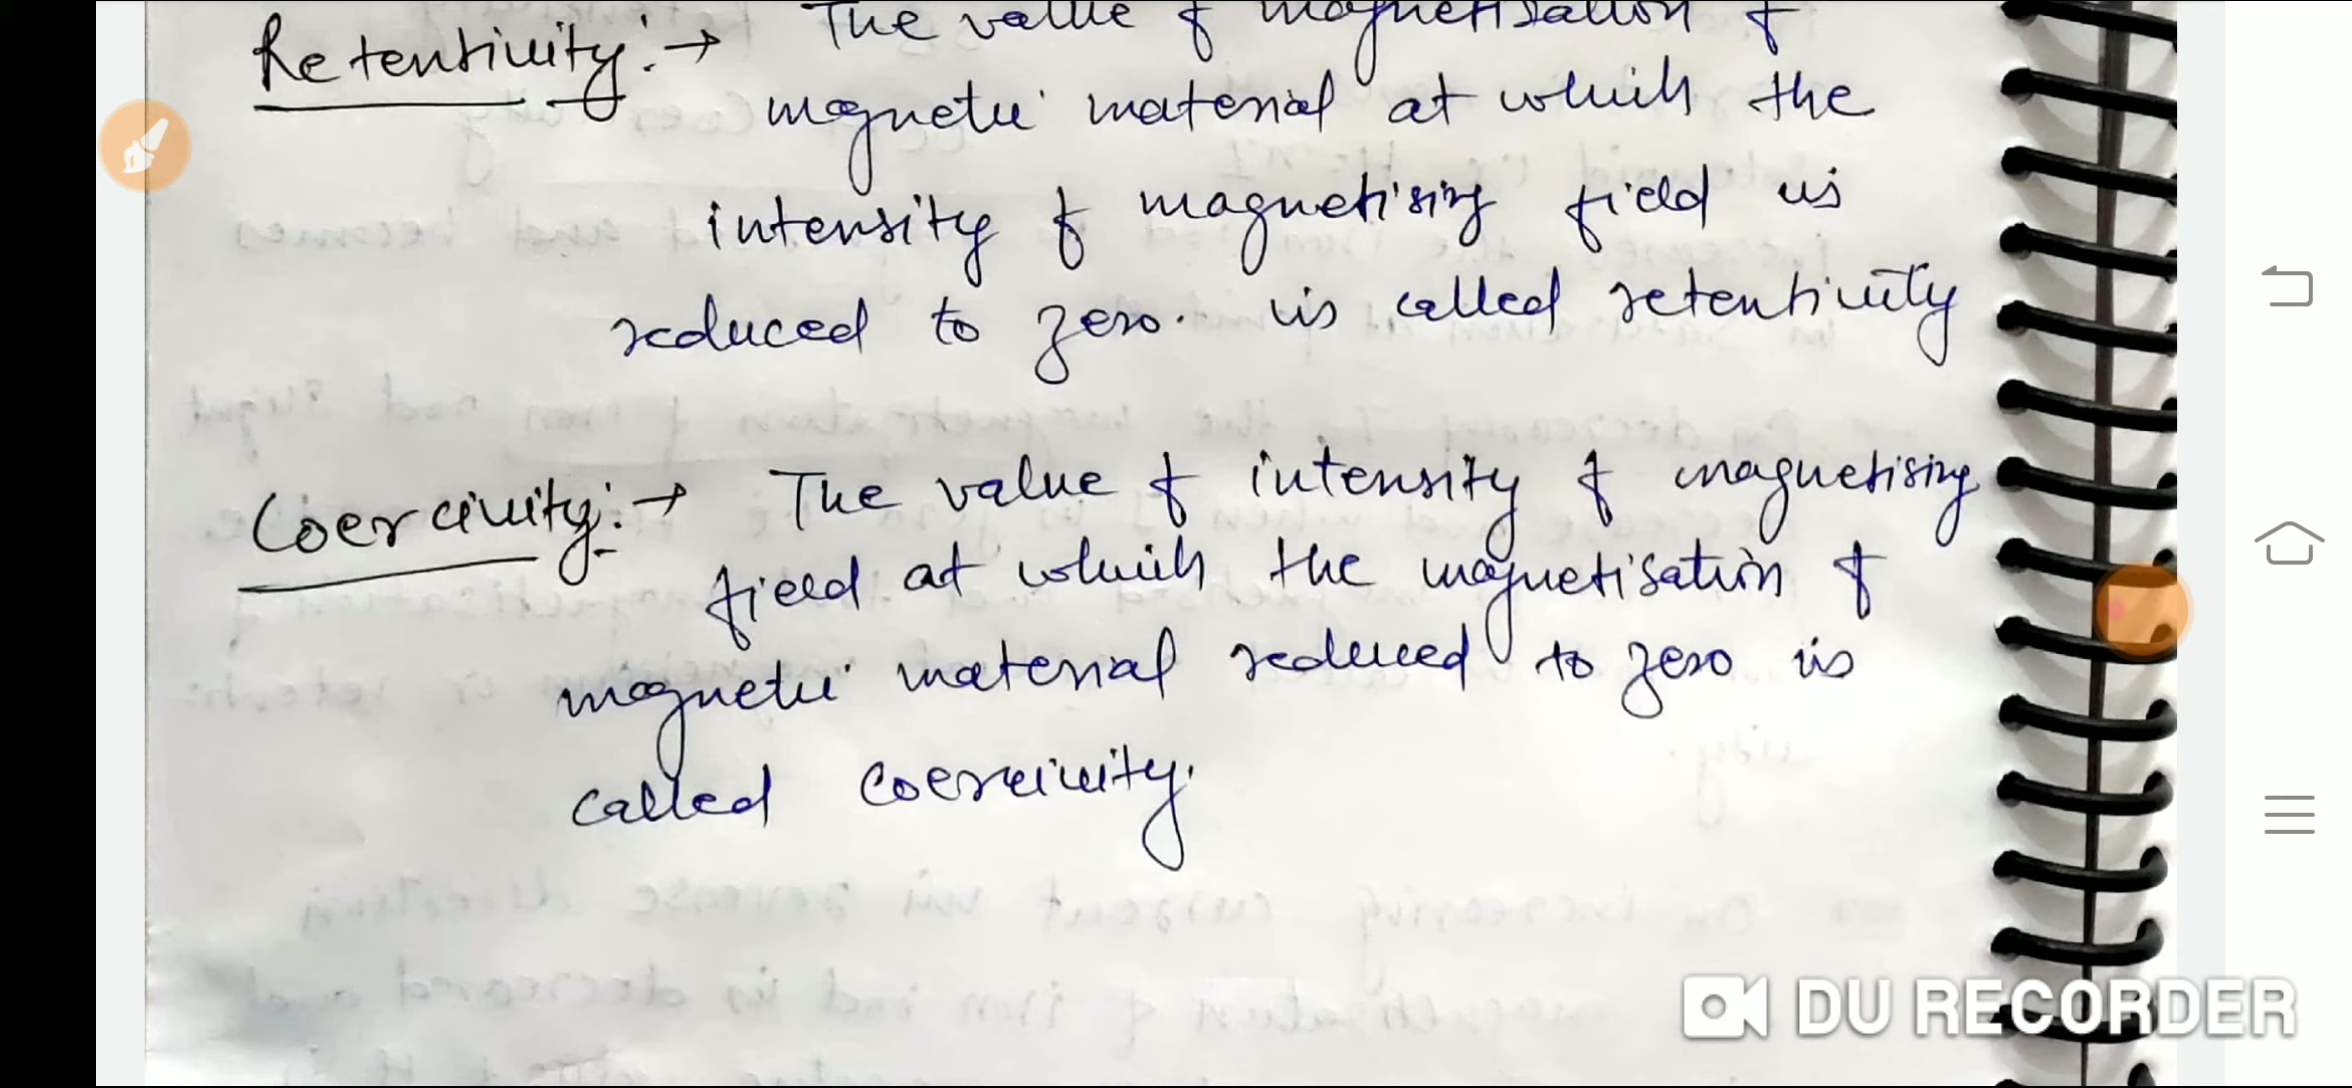 Retentivity :→ The value of magnetisation of
magnetic material at which the
intensity of magnetising field is
reduced to zero. is called retentivity
Coercivity :→ The value of intensity of magnetising
field at which the magnetisation of
magnetic material reduced to zero is
called coercivity.
DU RECORDER